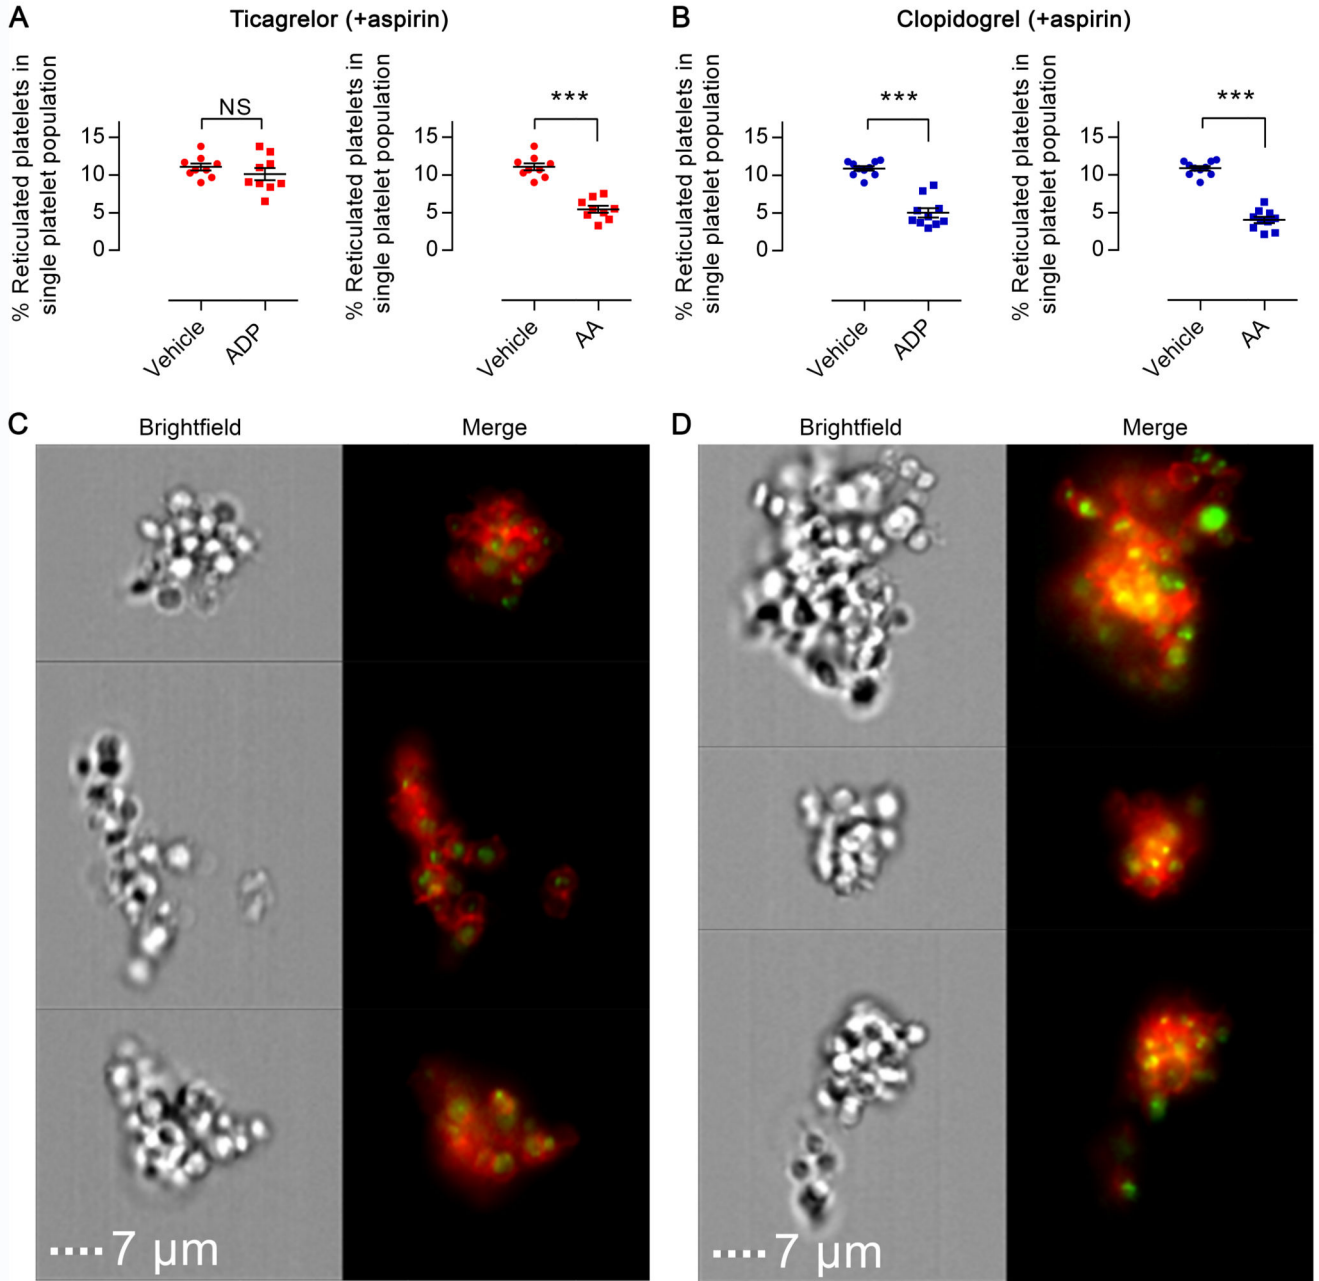 A
Ticagrelor (+aspirin)
B
Clopidogrel (+aspirin)
% Reticulated platelets in
single platelet population
15
10
5
0
NS
Vehicle
ADP
% Reticulated platelets in
single platelet population
15
10
5
0
***
Vehicle
AA
% Reticulated platelets in
single platelet population
15
10
5
0
***
Vehicle
ADP
% Reticulated platelets in
single platelet population
15
10
5
0
***
Vehicle
AA
C
Brightfield
Merge
7 μm
D
Brightfield
Merge
7 μm